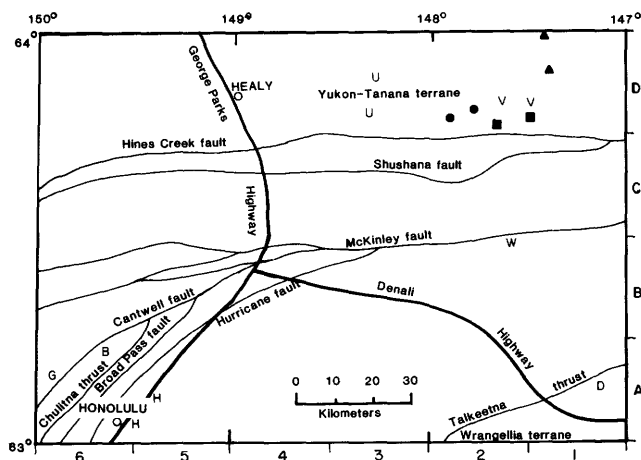 150°
149°
148°
147°
64°
George Parks
HEALY
U
Yukon-Tanana terrane
U
V
V
D
Hines Creek fault
Shushana fault
C
Highway
McKinley fault
W
Cantwell fault
Hurricane fault
Denali
B
Highway
G
B
Chulitna thrust
Broad Pass fault
H
HONOLULU
H
0 10 20 30
Kilometers
Talkeetna thrust
D
A
Wrangellia terrane
63°
6 5 4 3 2 1